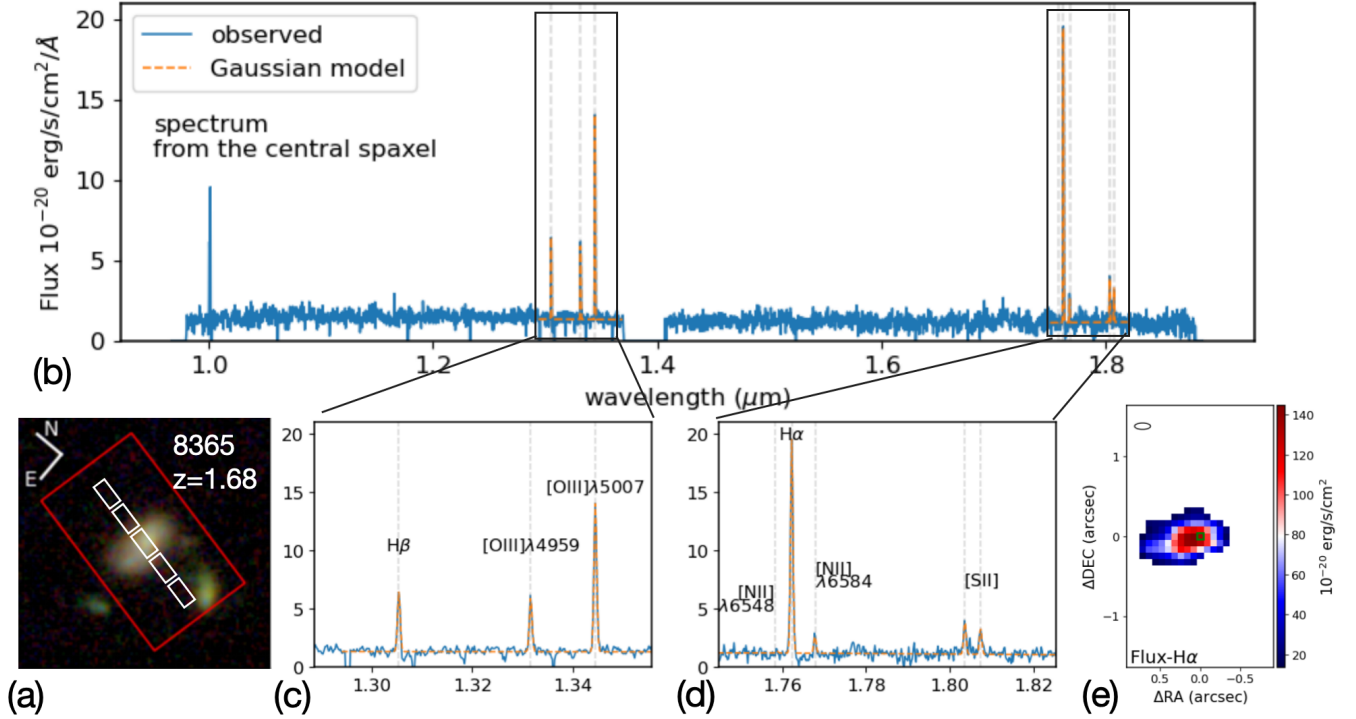 20
15
10
5
0
Flux 10⁻²⁰ erg/s/cm²/Å
observed
Gaussian model
spectrum
from the central spaxel
1.0
1.2
1.4
1.6
1.8
wavelength (μm)
(b)
N
E
8365
z=1.68
(a)
20
15
10
5
0
Hβ
[OIII]λ4959
[OIII]λ5007
1.30
1.32
1.34
(c)
20
15
10
5
0
Hα
[NII]
λ6548
[NII]
λ6584
[SII]
1.76
1.78
1.80
1.82
(d)
1
0
−1
ΔDEC (arcsec)
Flux-Hα
0.5
0.0
−0.5
ΔRA (arcsec)
140
120
100
80
60
40
20
10⁻²⁰ erg/s/cm²
(e)